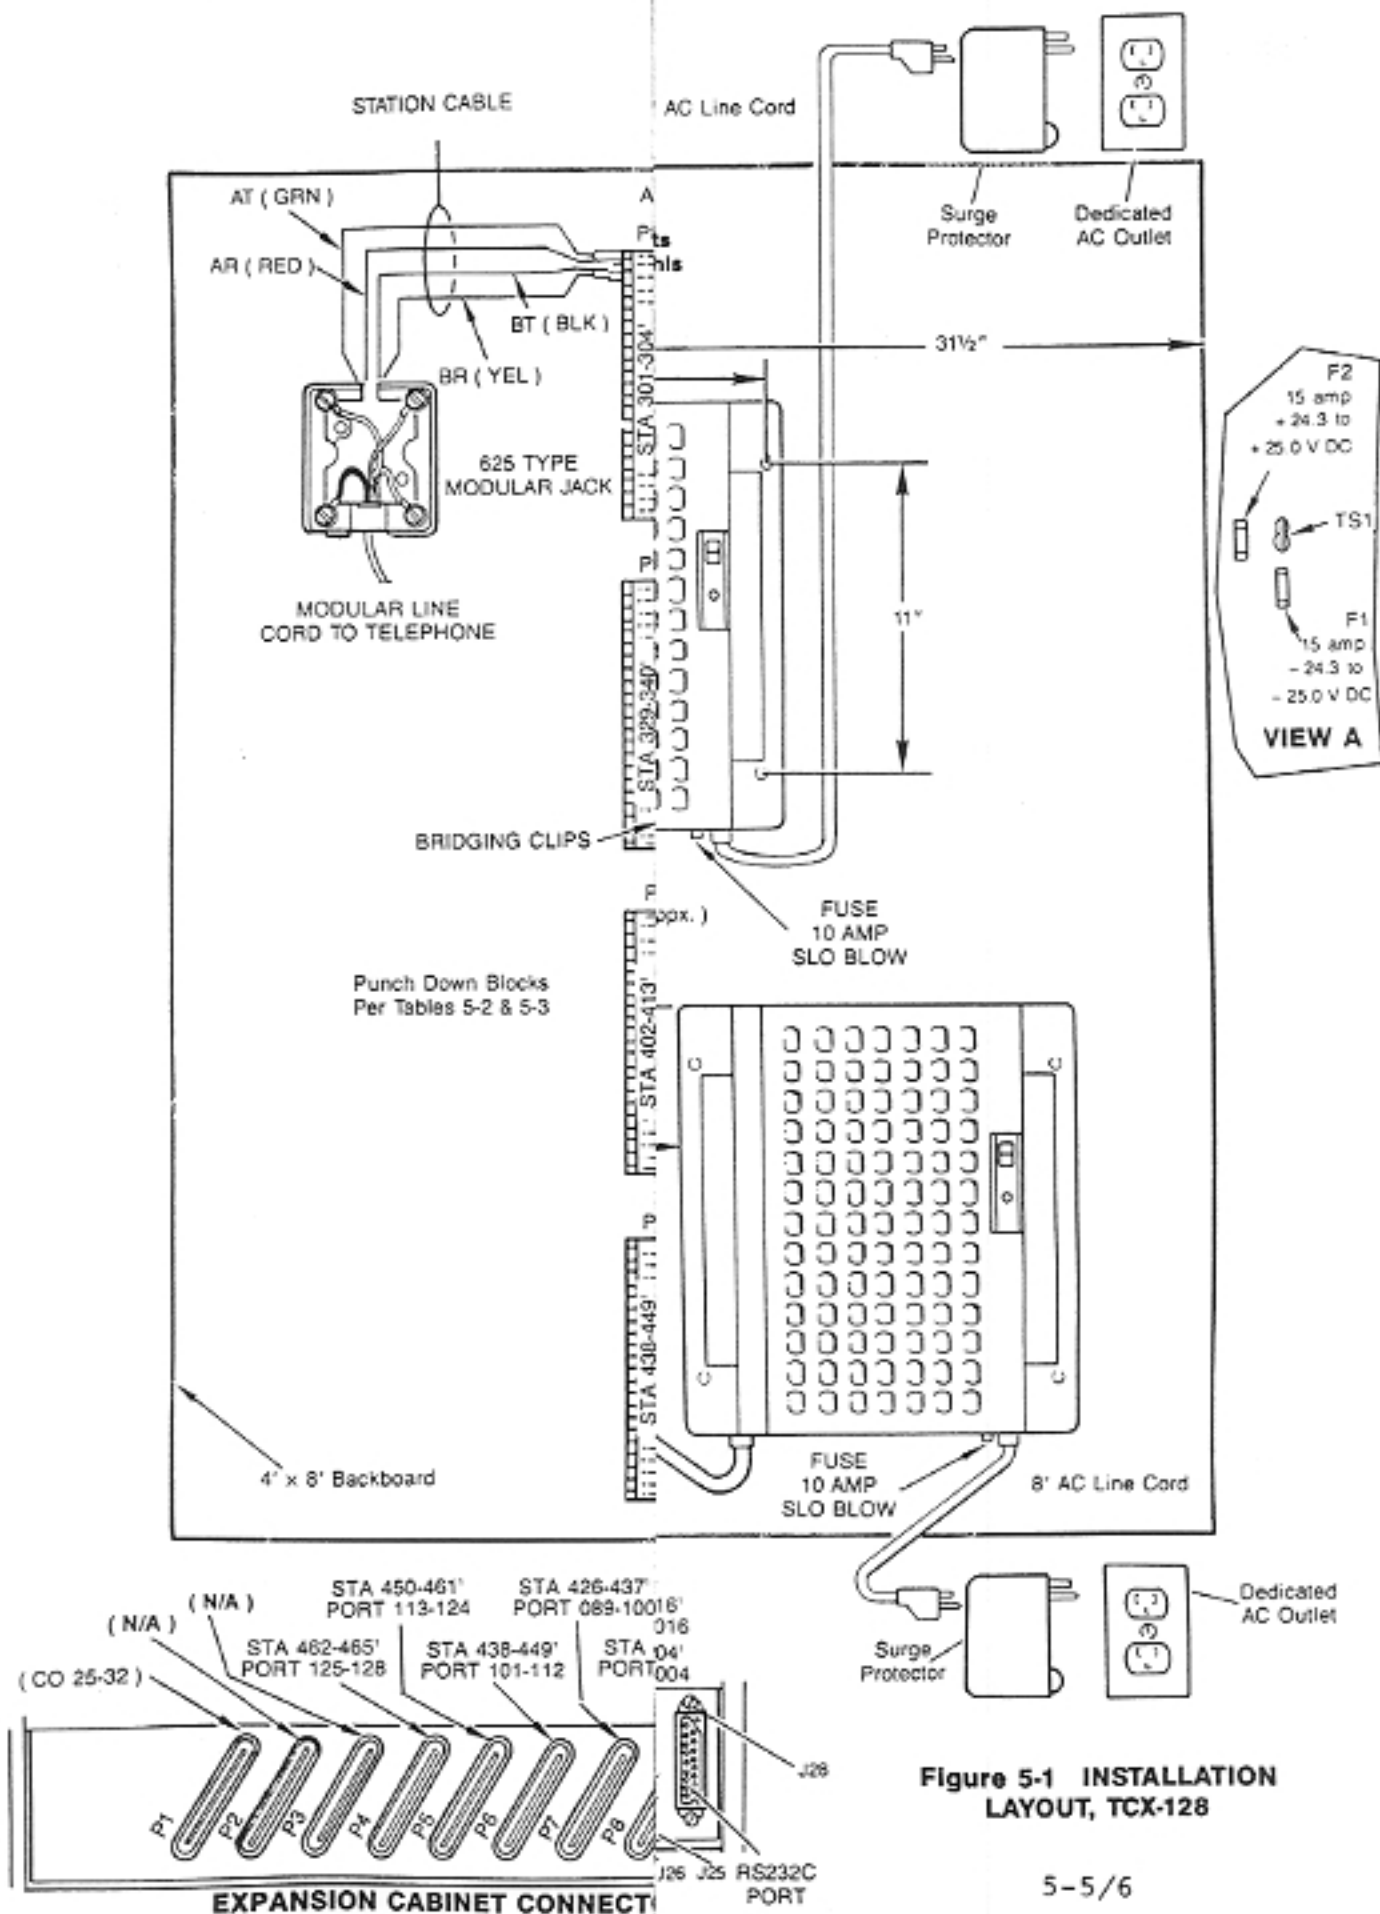 STATION CABLE
AC Line Cord
AT ( GRN )
AR ( RED )
BT ( BLK )
BR ( YEL )
625 TYPE
MODULAR JACK
MODULAR LINE
CORD TO TELEPHONE
STA 301-304'
STA 329-340'
BRIDGING CLIPS
Punch Down Blocks
Per Tables 5-2 & 5-3
STA 402-413'
STA 438-449'
4' x 8' Backboard
Surge
Protector
Dedicated
AC Outlet
31½"
11"
F2
15 amp
+ 24.3 to
+ 25.0 V DC
TS1
F1
15 amp
- 24.3 to
- 25.0 V DC
VIEW A
FUSE
10 AMP
SLO BLOW
FUSE
10 AMP
SLO BLOW
8' AC Line Cord
Surge
Protector
Dedicated
AC Outlet
( CO 25-32 )
( N/A )
( N/A )
STA 462-465'
PORT 125-128
STA 450-461'
PORT 113-124
STA 438-449'
PORT 101-112
STA 426-437'
PORT 089-100
STA
PORT
P1
P2
P3
P4
P5
P6
P7
P8
J28
J26 J25 RS232C
PORT
EXPANSION CABINET
Figure 5-1 INSTALLATION
LAYOUT, TCX-128
5-5/6